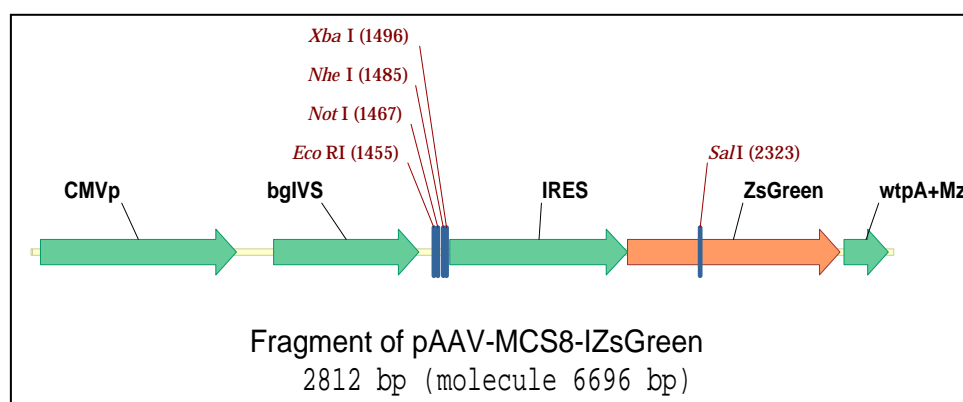 Xba I (1496)
Nhe I (1485)
Not I (1467)
Eco RI (1455)
SalI (2323)
CMVp
bgIVS
IRES
ZsGreen
wtpA+Mz
Fragment of pAAV-MCS8-IZsGreen
2812 bp (molecule 6696 bp)